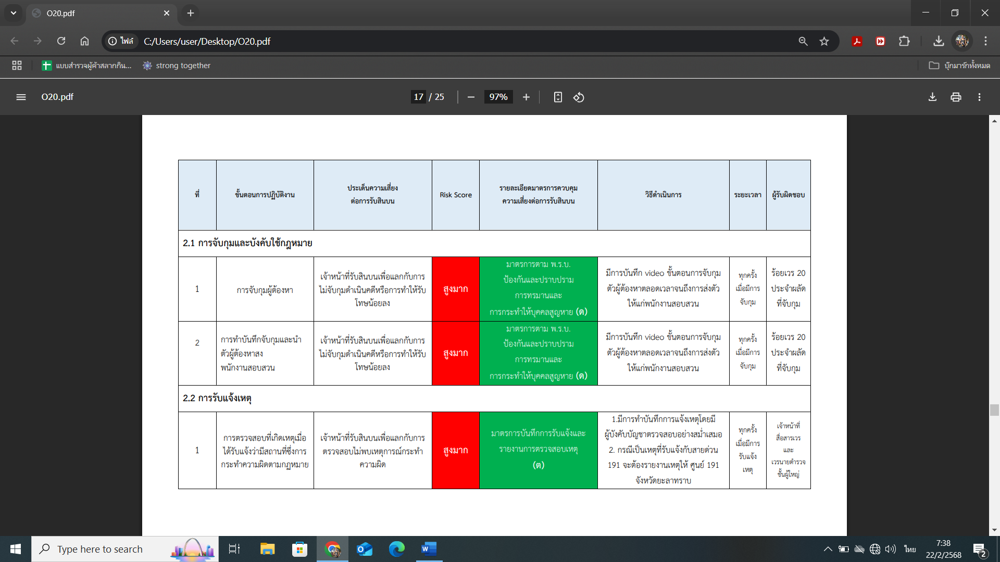 O20.pdf
ไฟล์
C:/Users/user/Desktop/O20.pdf
แบบสำรวจผู้ค้าสลากกิน...
strong together
บุ๊กมาร์กทั้งหมด
O20.pdf
17 / 25
97%
ที่
ขั้นตอนการปฏิบัติงาน
ประเด็นความเสี่ยง
ต่อการรับสินบน
Risk Score
รายละเอียดมาตรการควบคุม
ความเสี่ยงต่อการรับสินบน
วิธีดำเนินการ
ระยะเวลา
ผู้รับผิดชอบ
2.1 การจับกุมและบังคับใช้กฎหมาย
1
การจับกุมผู้ต้องหา
เจ้าหน้าที่รับสินบนเพื่อแลกกับการ
ไม่จับกุมดำเนินคดีหรือการทำให้รับ
โทษน้อยลง
สูงมาก
มาตรการตาม พ.ร.บ.
ป้องกันและปราบปราม
การทรมานและ
การกระทำให้บุคคลสูญหาย (ด)
มีการบันทึก video ขั้นตอนการจับกุม
ตัวผู้ต้องหาตลอดเวลาจนถึงการส่งตัว
ให้แก่พนักงานสอบสวน
ทุกครั้ง
เมื่อมีการ
จับกุม
ร้อยเวร 20
ประจำผลัด
ที่จับกุม
2
การทำบันทึกจับกุมและนำ
ตัวผู้ต้องหาสง
พนักงานสอบสวน
เจ้าหน้าที่รับสินบนเพื่อแลกกับการ
ไม่จับกุมดำเนินคดีหรือการทำให้รับ
โทษน้อยลง
สูงมาก
มาตรการตาม พ.ร.บ.
ป้องกันและปราบปราม
การทรมานและ
การกระทำให้บุคคลสูญหาย (ด)
มีการบันทึก video ขั้นตอนการจับกุม
ตัวผู้ต้องหาตลอดเวลาจนถึงการส่งตัว
ให้แก่พนักงานสอบสวน
ทุกครั้ง
เมื่อมีการ
จับกุม
ร้อยเวร 20
ประจำผลัด
ที่จับกุม
2.2 การรับแจ้งเหตุ
1
การตรวจสอบที่เกิดเหตุเมื่อ
ได้รับแจ้งว่ามีสถานที่ซึ่งการ
กระทำความผิดตามกฎหมาย
เจ้าหน้าที่รับสินบนเพื่อแลกกับการ
ตรวจสอบไม่พบเหตุการณ์กระทำ
ความผิด
สูงมาก
มาตรการบันทึกการรับแจ้งและ
รายงานการตรวจสอบเหตุ
(ต)
1.มีการทำบันทึกการแจ้งเหตุโดยมี
ผู้บังคับบัญชาตรวจสอบอย่างสม่ำเสมอ
2. กรณีเป็นเหตุที่รับแจ้งกับสายด่วน
191 จะต้องรายงานเหตุให้ ศูนย์ 191
จังหวัดยะลาทราบ
ทุกครั้ง
เมื่อมีการ
รับแจ้ง
เหตุ
เจ้าหน้าที่
สื่อสารเวร
และ
เวรนายตำรวจ
ชั้นผู้ใหญ่
Type here to search
ไทย
7:38
22/2/2568
2